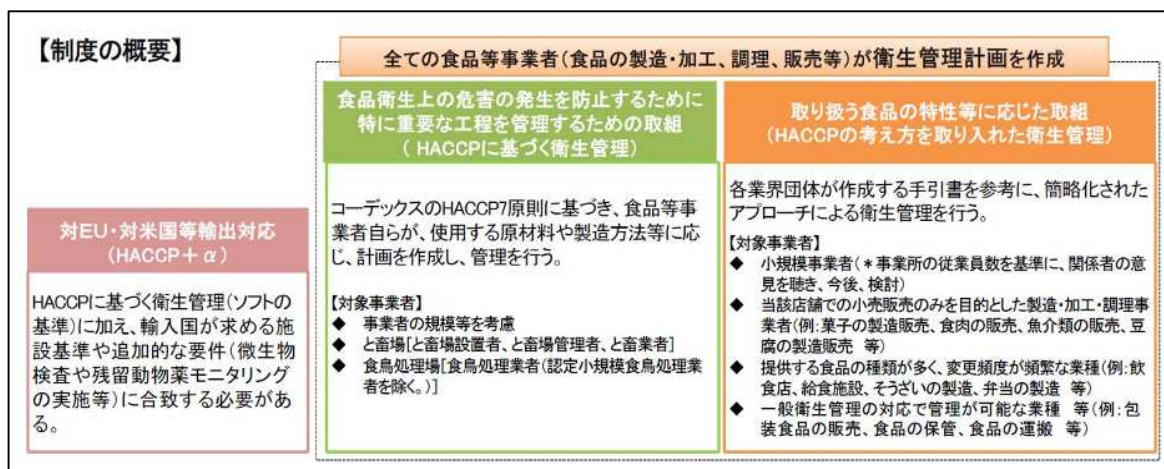 【制度の概要】
全ての食品等事業者(食品の製造・加工、調理、販売等)が衛生管理計画を作成
対EU・対米国等輸出対応
(HACCP+α)
HACCPに基づく衛生管理(ソフトの
基準)に加え、輸入国が求める施
設基準や追加的な要件(微生物
検査や残留動物薬モニタリング
の実施等)に合致する必要があ
る。
食品衛生上の危害の発生を防止するために
特に重要な工程を管理するための取組
( HACCPに基づく衛生管理)
コーデックスのHACCP7原則に基づき、食品等事
業者自らが、使用する原材料や製造方法等に応
じ、計画を作成し、管理を行う。
【対象事業者】
◆ 事業者の規模等を考慮
◆ と畜場[と畜場設置者、と畜場管理者、と畜業者]
◆ 食鳥処理場[食鳥処理業者(認定小規模食鳥処理業
者を除く。)]
取り扱う食品の特性等に応じた取組
(HACCPの考え方を取り入れた衛生管理)
各業界団体が作成する手引書を参考に、簡略化された
アプローチによる衛生管理を行う。
【対象事業者】
◆ 小規模事業者(*事業所の従業員数を基準に、関係者の意
見を聴き、今後、検討)
◆ 当該店舗での小売販売のみを目的とした製造・加工・調理事
業者(例:菓子の製造販売、食肉の販売、魚介類の販売、豆
腐の製造販売 等)
◆ 提供する食品の種類が多く、変更頻度が頻繁な業種(例:飲
食店、給食施設、そうざいの製造、弁当の製造 等)
◆ 一般衛生管理の対応で管理が可能な業種 等(例:包
装食品の販売、食品の保管、食品の運搬 等)